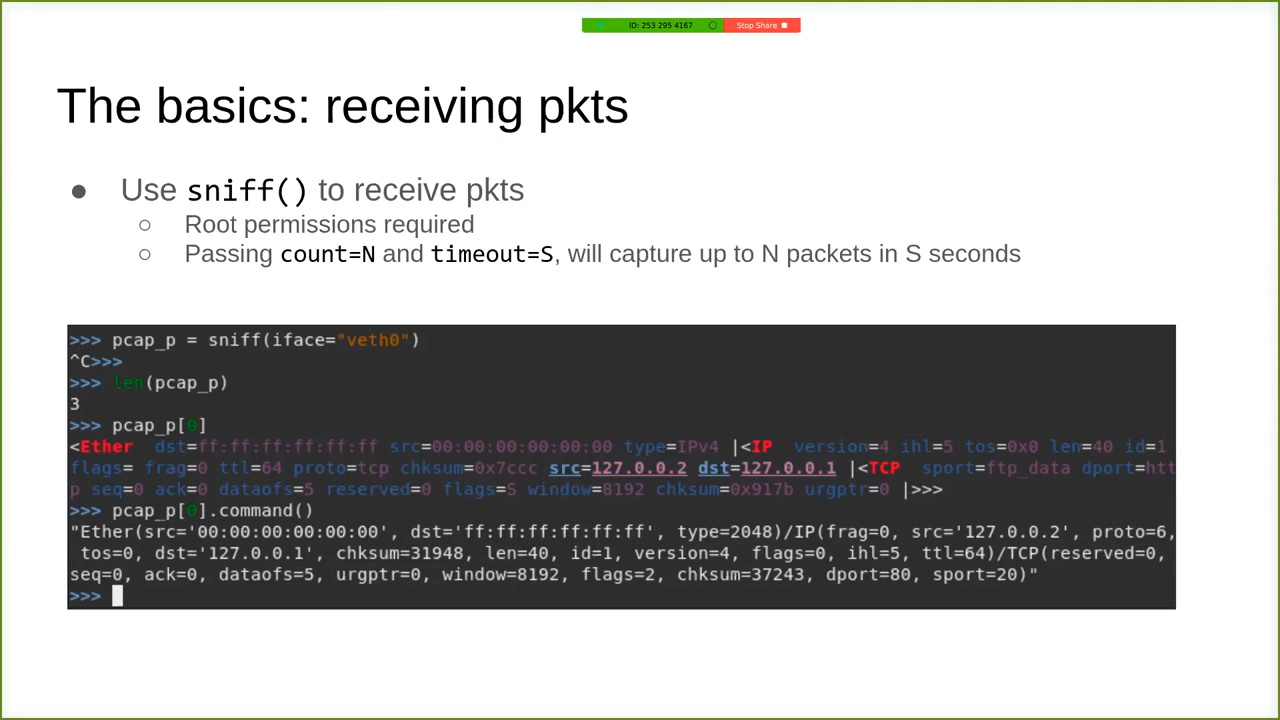 ID: 253 295 4167 Stop Share
The basics: receiving pkts
● Use sniff() to receive pkts
○ Root permissions required
○ Passing count=N and timeout=S, will capture up to N packets in S seconds
>>> pcap_p = sniff(iface="veth0")
^C>>>
>>> len(pcap_p)
3
>>> pcap_p[0]
<Ether  dst=ff:ff:ff:ff:ff:ff src=00:00:00:00:00:00 type=IPv4 |<IP  version=4 ihl=5 tos=0x0 len=40 id=1
flags= frag=0 ttl=64 proto=tcp chksum=0x7ccc src=127.0.0.2 dst=127.0.0.1 |<TCP  sport=ftp_data dport=htt
p seq=0 ack=0 dataofs=5 reserved=0 flags=S window=8192 chksum=0x917b urgptr=0 |>>>
>>> pcap_p[0].command()
"Ether(src='00:00:00:00:00:00', dst='ff:ff:ff:ff:ff:ff', type=2048)/IP(frag=0, src='127.0.0.2', proto=6,
 tos=0, dst='127.0.0.1', chksum=31948, len=40, id=1, version=4, flags=0, ihl=5, ttl=64)/TCP(reserved=0,
seq=0, ack=0, dataofs=5, urgptr=0, window=8192, flags=2, chksum=37243, dport=80, sport=20)"
>>>